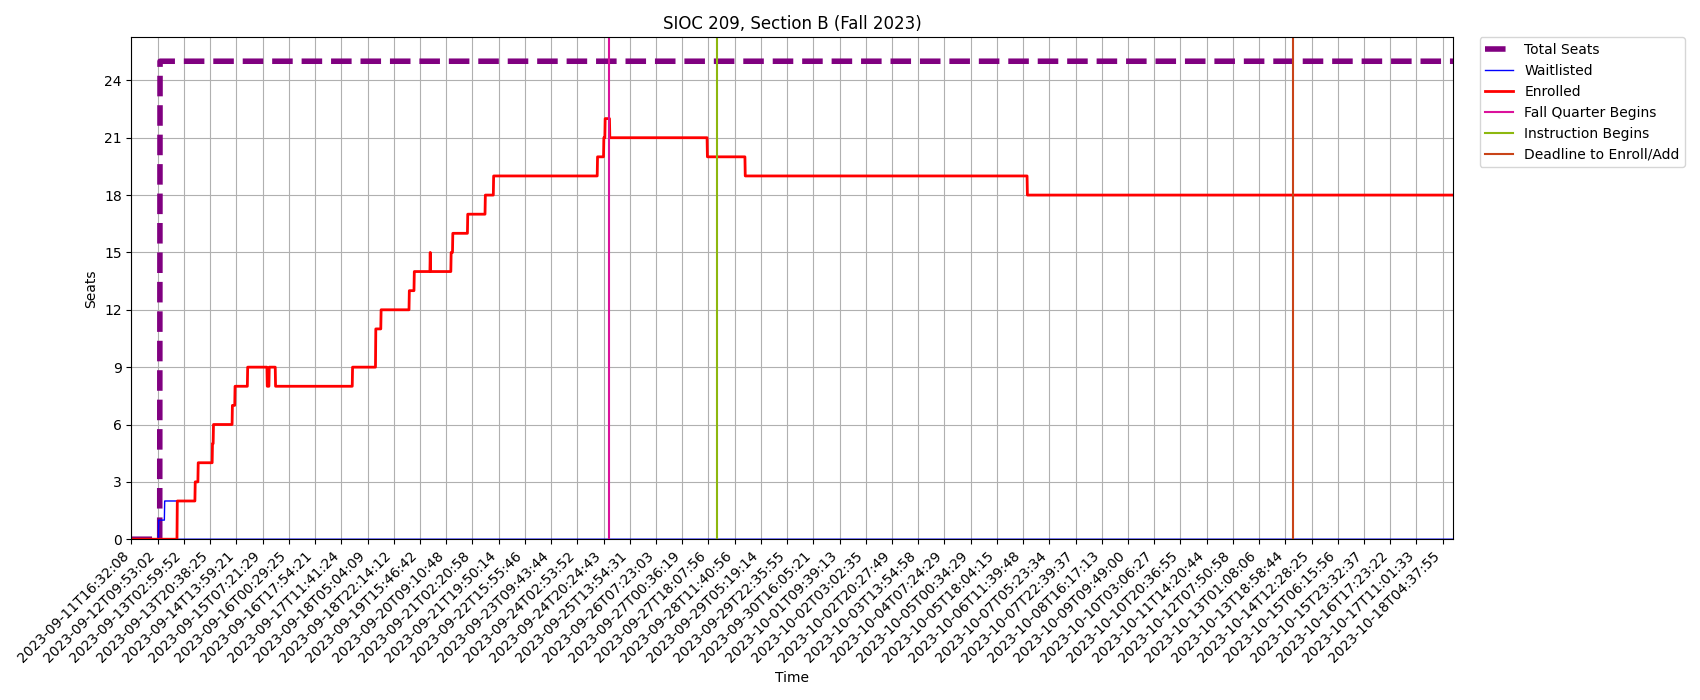 SIOC 209, Section B (Fall 2023)
Total Seats
Waitlisted
Enrolled
Fall Quarter Begins
Instruction Begins
Deadline to Enroll/Add
Seats
24
21
18
15
12
9
6
3
0
2023-09-11T16:32:08
2023-09-12T09:53:02
2023-09-13T02:59:52
2023-09-13T20:38:25
2023-09-14T13:59:21
2023-09-15T07:21:29
2023-09-16T00:29:25
2023-09-16T17:54:21
2023-09-17T11:41:24
2023-09-18T05:04:09
2023-09-18T22:14:12
2023-09-19T15:46:42
2023-09-20T09:10:48
2023-09-21T02:20:58
2023-09-21T19:50:14
2023-09-22T15:55:46
2023-09-23T09:43:44
2023-09-24T02:53:52
2023-09-24T20:24:43
2023-09-25T13:54:31
2023-09-26T07:23:03
2023-09-27T00:36:19
2023-09-27T18:07:56
2023-09-28T11:40:56
2023-09-29T05:19:14
2023-09-29T22:35:55
2023-09-30T16:05:21
2023-10-01T09:39:13
2023-10-02T03:02:35
2023-10-02T20:27:49
2023-10-03T13:54:58
2023-10-04T07:24:29
2023-10-05T00:34:29
2023-10-05T18:04:15
2023-10-06T11:39:48
2023-10-07T05:23:34
2023-10-07T22:39:37
2023-10-08T16:17:13
2023-10-09T09:49:00
2023-10-10T03:06:27
2023-10-10T20:36:55
2023-10-11T14:20:44
2023-10-12T07:50:58
2023-10-13T01:08:06
2023-10-13T18:58:44
2023-10-14T12:28:25
2023-10-15T06:15:56
2023-10-15T23:32:37
2023-10-16T17:23:22
2023-10-17T11:01:33
2023-10-18T04:37:55
Time